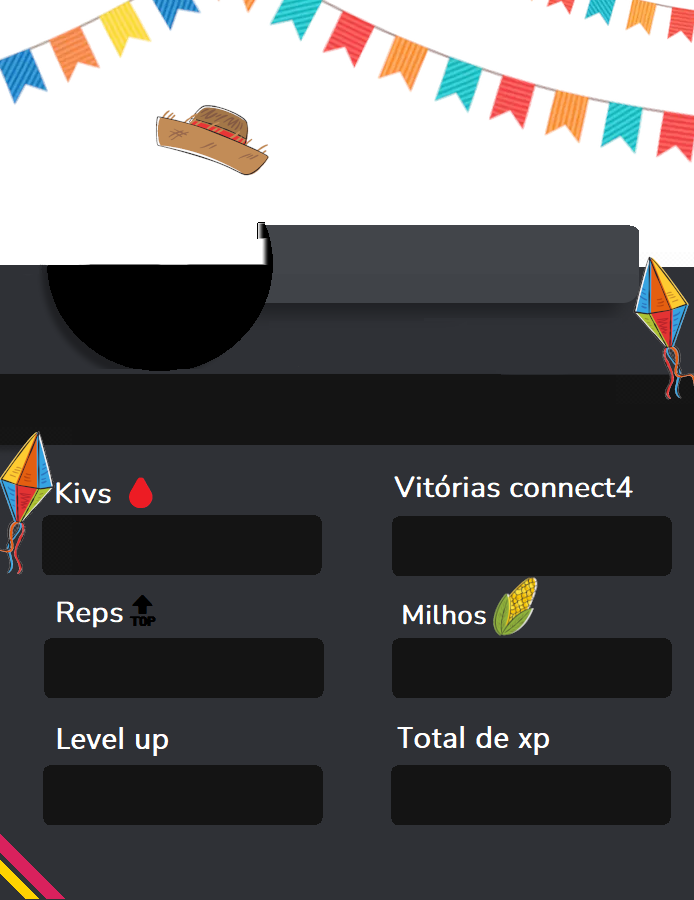 Kivs
Vitórias connect4
Reps
TOP
Milhos
Level up
Total de xp